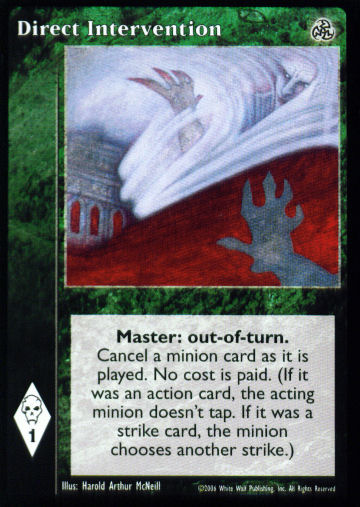 Direct Intervention
Master: out-of-turn.
Cancel a minion card as it is
played. No cost is paid. (If it
was an action card, the acting
minion doesn't tap. If it was a
strike card, the minion
chooses another strike.)
1
Illus: Harold Arthur McNeill
©2006 White Wolf Publishing, Inc. All Rights Reserved